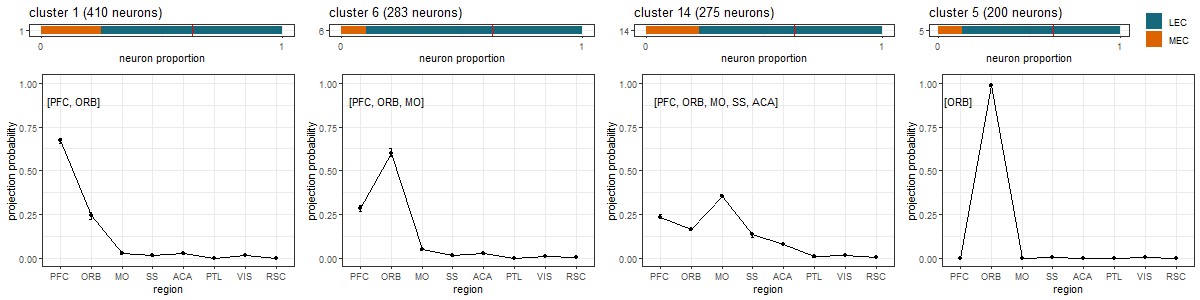 cluster 1 (410 neurons)
1
0 1
neuron proportion
[PFC, ORB]
projection probability
1.00
0.75
0.50
0.25
0.00
PFC ORB MO SS ACA PTL VIS RSC
region
cluster 6 (283 neurons)
6
0 1
neuron proportion
[PFC, ORB, MO]
projection probability
1.00
0.75
0.50
0.25
0.00
PFC ORB MO SS ACA PTL VIS RSC
region
cluster 14 (275 neurons)
14
0 1
neuron proportion
[PFC, ORB, MO, SS, ACA]
projection probability
1.00
0.75
0.50
0.25
0.00
PFC ORB MO SS ACA PTL VIS RSC
region
cluster 5 (200 neurons)
5
0 1
neuron proportion
[ORB]
projection probability
1.00
0.75
0.50
0.25
0.00
PFC ORB MO SS ACA PTL VIS RSC
region
LEC
MEC